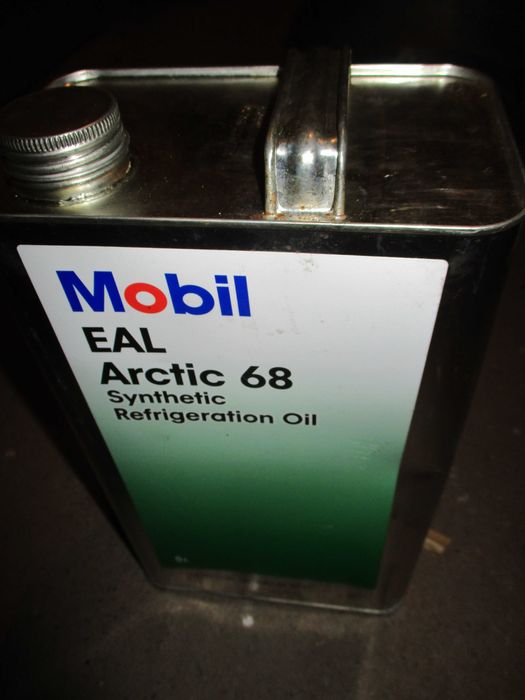 Mobil
EAL
Arctic 68
Synthetic
Refrigeration Oil